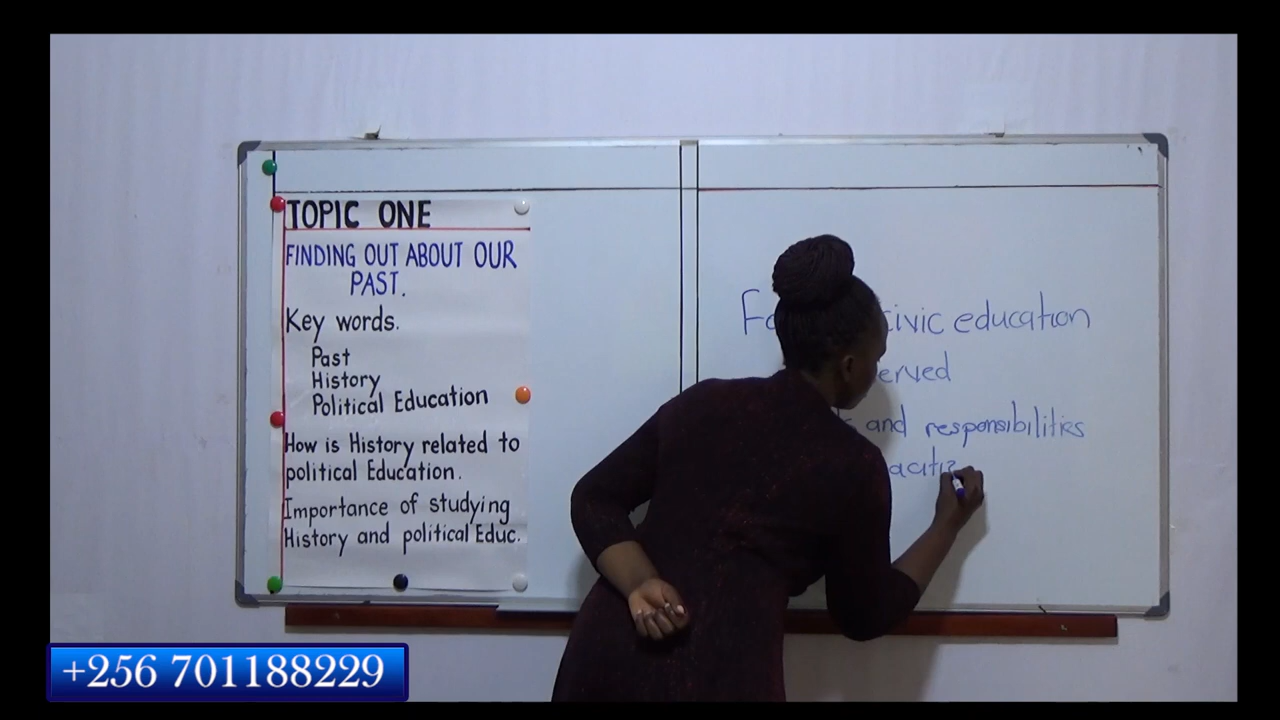 TOPIC ONE
FINDING OUT ABOUT OUR
PAST.
Key words.
Past
History
Political Education
How is History related to
political Education.
Importance of studying
History and political Educ.
civic education
and responsibilities
+256 701188229